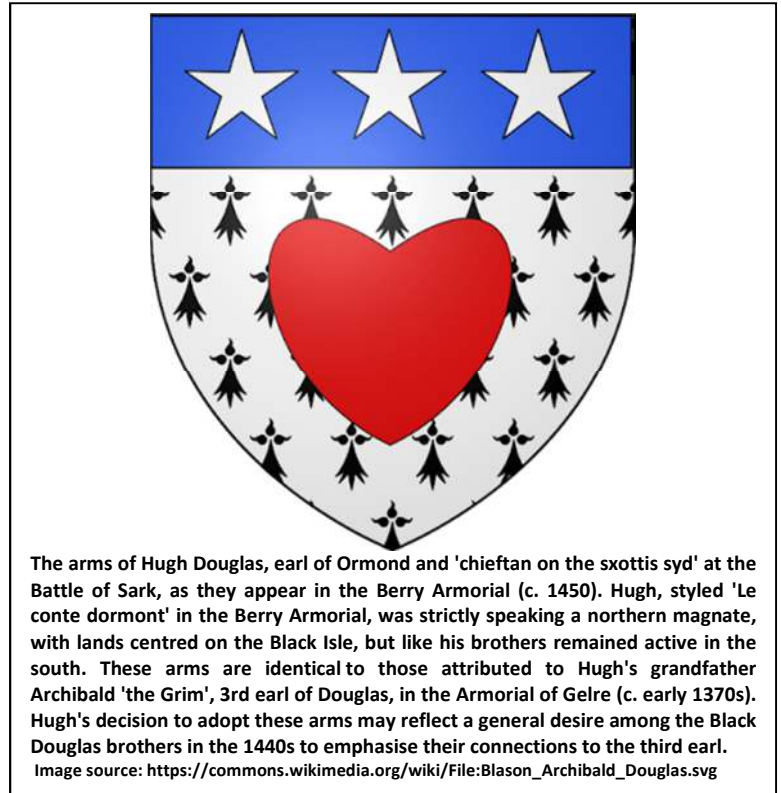 The arms of Hugh Douglas, earl of Ormond and 'chieftan on the sxottis syd' at the
Battle of Sark, as they appear in the Berry Armorial (c. 1450). Hugh, styled 'Le
conte dormont' in the Berry Armorial, was strictly speaking a northern magnate,
with lands centred on the Black Isle, but like his brothers remained active in the
south. These arms are identical to those attributed to Hugh's grandfather
Archibald 'the Grim', 3rd earl of Douglas, in the Armorial of Gelre (c. early 1370s).
Hugh's decision to adopt these arms may reflect a general desire among the Black
Douglas brothers in the 1440s to emphasise their connections to the third earl.
Image source: https://commons.wikimedia.org/wiki/File:Blason_Archibald_Douglas.svg